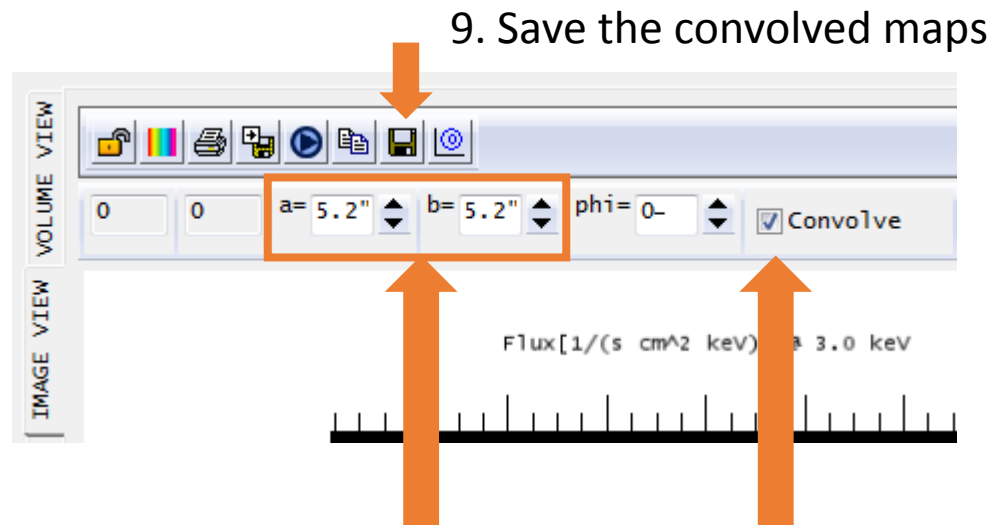 9. Save the convolved maps
VOLUME VIEW
0 0 a= 5.2" b= 5.2" phi= 0_ Convolve
IMAGE VIEW
Flux[1/(s cm^2 keV) @ 3.0 keV